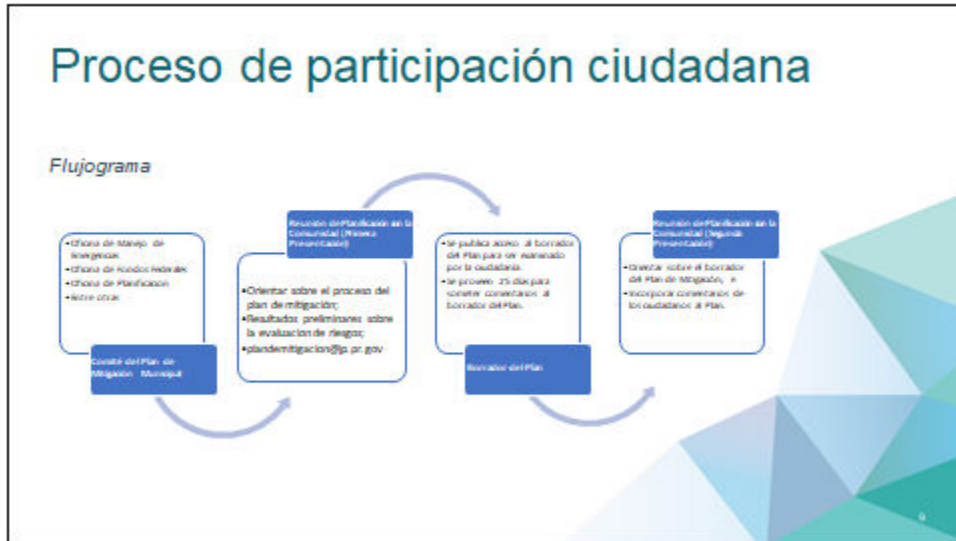 Proceso de participación ciudadana
Flujograma
•Oficina de Manejo de
Emergencias
•Oficina de Fondos Federales
•Oficina de Planificación
•Entre otras
Comité del Plan de
Mitigación Municipal
Reunión de Planificación con la
Comunidad (Primera
Presentación)
•Orientar sobre el proceso del
plan de mitigación;
•Resultados preliminares sobre
la evaluación de riesgos;
•plandemitigacion@jp.pr.gov
•Se publica acceso al borrador
del Plan para ser examinado
por la ciudadanía.
•Se proveen 25 días para
someter comentarios al
borrador del Plan.
Borrador del Plan
Reunión de Planificación con la
Comunidad (Segunda
Presentación)
•Orientar sobre el borrador
del Plan de Mitigación; e
•Incorporar comentarios de
los ciudadanos al Plan.
9